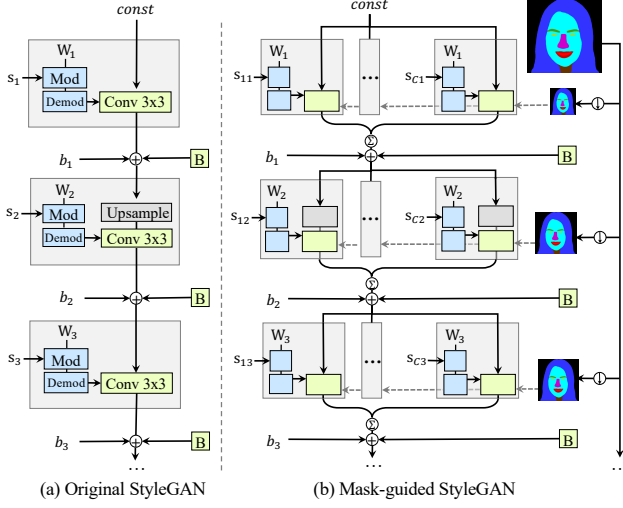 const
W1
s1
Mod
Demod
Conv 3x3
b1
B
W2
s2
Mod
Upsample
Demod
Conv 3x3
b2
B
W3
s3
Mod
Demod
Conv 3x3
b3
B
...
(a) Original StyleGAN
const
W1
W1
s11
...
sC1
Σ
b1
B
W2
W2
s12
...
sC2
Σ
b2
B
W3
W3
s13
...
sC3
Σ
b3
B
...
...
(b) Mask-guided StyleGAN